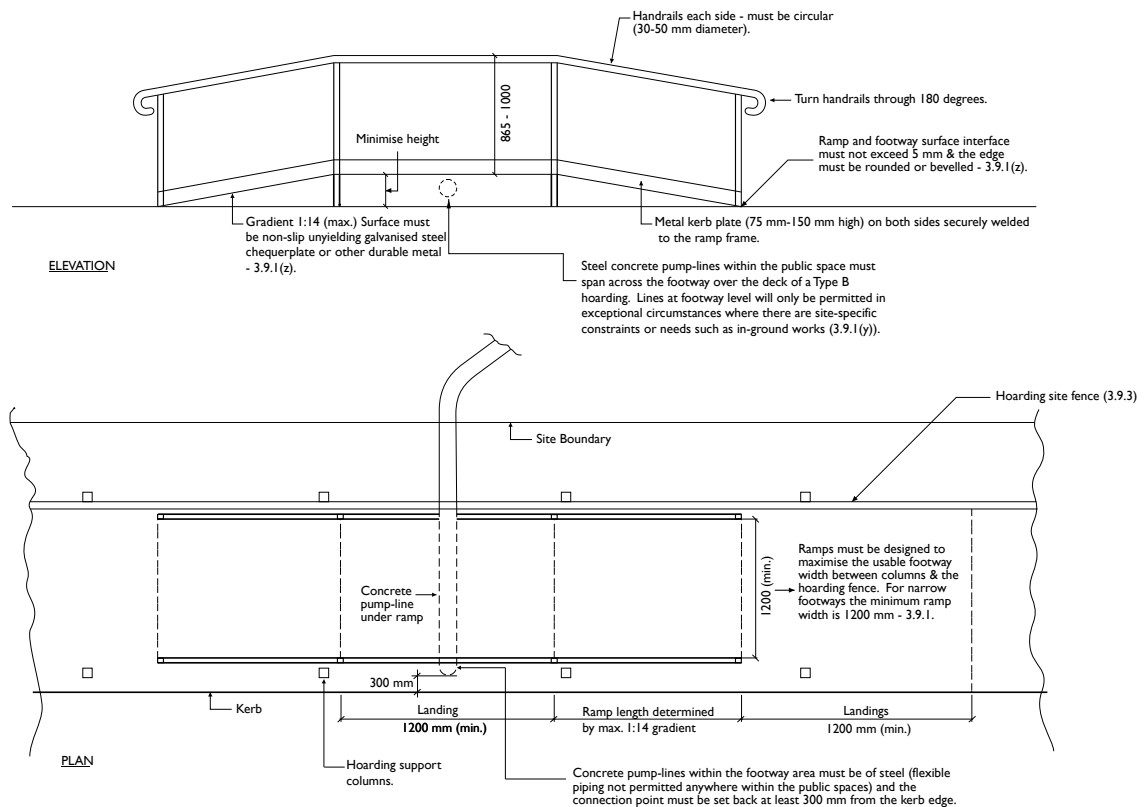 Handrails each side - must be circular
(30-50 mm diameter).
Turn handrails through 180 degrees.
865 - 1000
Minimise height
Ramp and footway surface interface
must not exceed 5 mm & the edge
must be rounded or bevelled - 3.9.1(z).
Gradient 1:14 (max.) Surface must
be non-slip unyielding galvanised steel
chequerplate or other durable metal
- 3.9.1(z).
Metal kerb plate (75 mm-150 mm high) on both sides securely welded
to the ramp frame.
ELEVATION
Steel concrete pump-lines within the public space must
span across the footway over the deck of a Type B
hoarding. Lines at footway level will only be permitted in
exceptional circumstances where there are site-specific
constraints or needs such as in-ground works (3.9.1(y)).
Hoarding site fence (3.9.3)
Site Boundary
Concrete
pump-line
under ramp
1200 (min.)
Ramps must be designed to
maximise the usable footway
width between columns & the
hoarding fence. For narrow
footways the minimum ramp
width is 1200 mm - 3.9.1.
300 mm
Kerb
Landing
1200 mm (min.)
Ramp length determined
by max. 1:14 gradient
Landings
1200 mm (min.)
PLAN
Hoarding support
columns.
Concrete pump-lines within the footway area must be of steel (flexible
piping not permitted anywhere within the public spaces) and the
connection point must be set back at least 300 mm from the kerb edge.